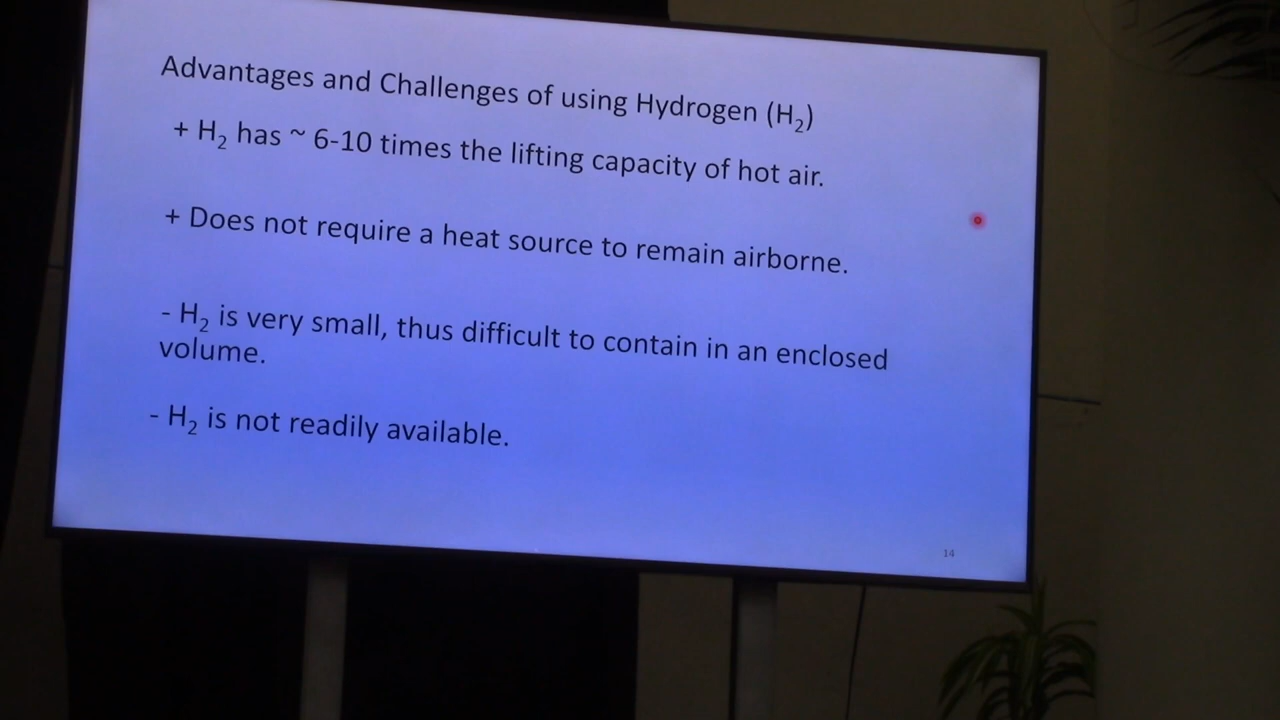 Advantages and Challenges of using Hydrogen (H₂)
+ H₂ has ~ 6-10 times the lifting capacity of hot air.
+ Does not require a heat source to remain airborne.
- H₂ is very small, thus difficult to contain in an enclosed
volume.
- H₂ is not readily available.
14